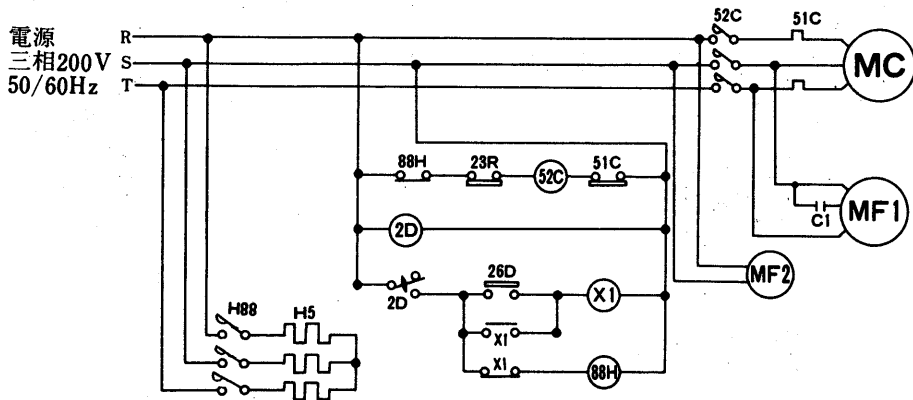 電源 R
三相200V S
50/60Hz T
52C 51C
MC
88H 23R 52C 51C
C1 MF1
2D
MF2
2D 26D X1
H88 H5
X1
X1
88H